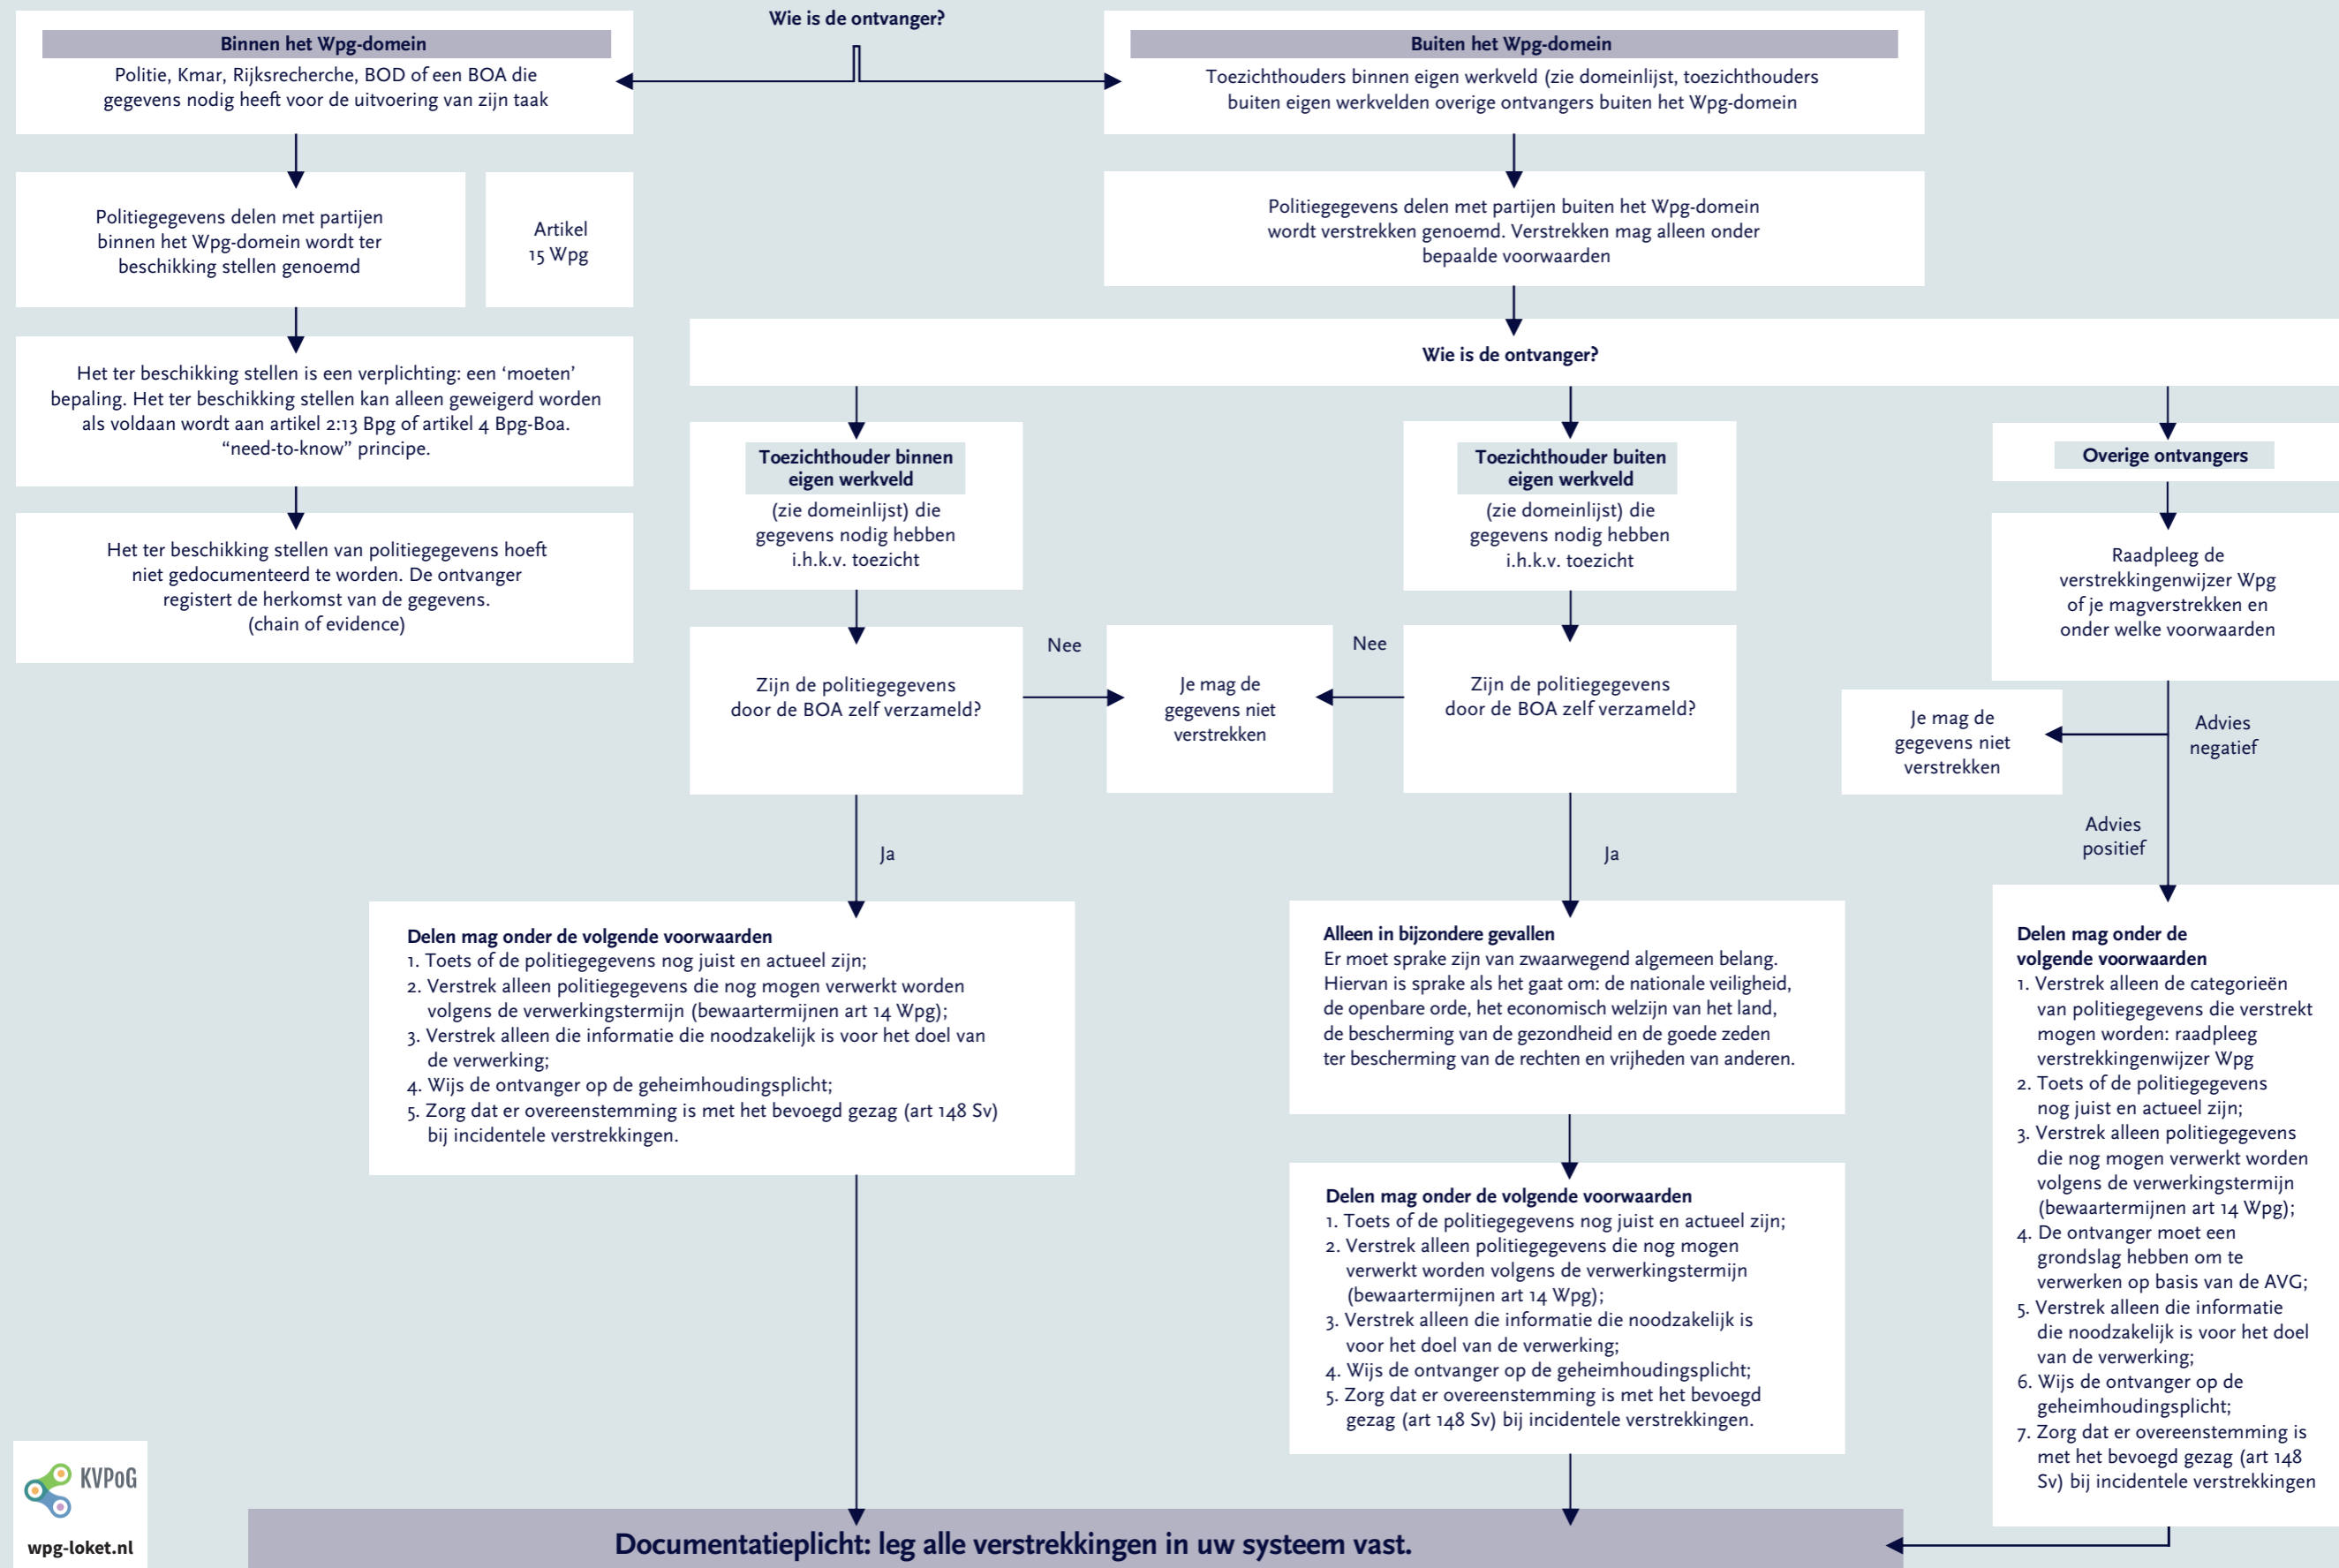 Wie is de ontvanger?
Binnen het Wpg-domein
Politie, Kmar, Rijksrecherche, BOD of een BOA die
gegevens nodig heeft voor de uitvoering van zijn taak
Buiten het Wpg-domein
Toezichthouders binnen eigen werkveld (zie domeinlijst, toezichthouders
buiten eigen werkvelden overige ontvangers buiten het Wpg-domein
Politiegegevens delen met partijen
binnen het Wpg-domein wordt ter
beschikking stellen genoemd
Artikel
15 Wpg
Het ter beschikking stellen is een verplichting: een ‘moeten’
bepaling. Het ter beschikking stellen kan alleen geweigerd worden
als voldaan wordt aan artikel 2:13 Bpg of artikel 4 Bpg-Boa.
“need-to-know” principe.
Het ter beschikking stellen van politiegegevens hoeft
niet gedocumenteerd te worden. De ontvanger
registert de herkomst van de gegevens.
(chain of evidence)
Politiegegevens delen met partijen buiten het Wpg-domein
wordt verstrekken genoemd. Verstrekken mag alleen onder
bepaalde voorwaarden
Wie is de ontvanger?
Toezichthouder binnen
eigen werkveld
(zie domeinlijst) die
gegevens nodig hebben
i.h.k.v. toezicht
Zijn de politiegegevens
door de BOA zelf verzameld?
Nee
Je mag de
gegevens niet
verstrekken
Ja
Delen mag onder de volgende voorwaarden
1. Toets of de politiegegevens nog juist en actueel zijn;
2. Verstrek alleen politiegegevens die nog mogen verwerkt worden
volgens de verwerkingstermijn (bewaartermijnen art 14 Wpg);
3. Verstrek alleen die informatie die noodzakelijk is voor het doel van
de verwerking;
4. Wijs de ontvanger op de geheimhoudingsplicht;
5. Zorg dat er overeenstemming is met het bevoegd gezag (art 148 Sv)
bij incidentele verstrekkingen.
Toezichthouder buiten
eigen werkveld
(zie domeinlijst) die
gegevens nodig hebben
i.h.k.v. toezicht
Nee
Zijn de politiegegevens
door de BOA zelf verzameld?
Ja
Alleen in bijzondere gevallen
Er moet sprake zijn van zwaarwegend algemeen belang.
Hiervan is sprake als het gaat om: de nationale veiligheid,
de openbare orde, het economisch welzijn van het land,
de bescherming van de gezondheid en de goede zeden
ter bescherming van de rechten en vrijheden van anderen.
Delen mag onder de volgende voorwaarden
1. Toets of de politiegegevens nog juist en actueel zijn;
2. Verstrek alleen politiegegevens die nog mogen
verwerkt worden volgens de verwerkingstermijn
(bewaartermijnen art 14 Wpg);
3. Verstrek alleen die informatie die noodzakelijk is
voor het doel van de verwerking;
4. Wijs de ontvanger op de geheimhoudingsplicht;
5. Zorg dat er overeenstemming is met het bevoegd
gezag (art 148 Sv) bij incidentele verstrekkingen.
Overige ontvangers
Raadpleeg de
verstrekkingenwijzer Wpg
of je magverstrekken en
onder welke voorwaarden
Je mag de
gegevens niet
verstrekken
Advies
negatief
Advies
positief
Delen mag onder de
volgende voorwaarden
1. Verstrek alleen de categorieën
van politiegegevens die verstrekt
mogen worden: raadpleeg
verstrekkingenwijzer Wpg
2. Toets of de politiegegevens
nog juist en actueel zijn;
3. Verstrek alleen politiegegevens
die nog mogen verwerkt worden
volgens de verwerkingstermijn
(bewaartermijnen art 14 Wpg);
4. De ontvanger moet een
grondslag hebben om te
verwerken op basis van de AVG;
5. Verstrek alleen die informatie
die noodzakelijk is voor het doel
van de verwerking;
6. Wijs de ontvanger op de
geheimhoudingsplicht;
7. Zorg dat er overeenstemming is
met het bevoegd gezag (art 148
Sv) bij incidentele verstrekkingen
KVPoG
wpg-loket.nl
Documentatieplicht: leg alle verstrekkingen in uw systeem vast.